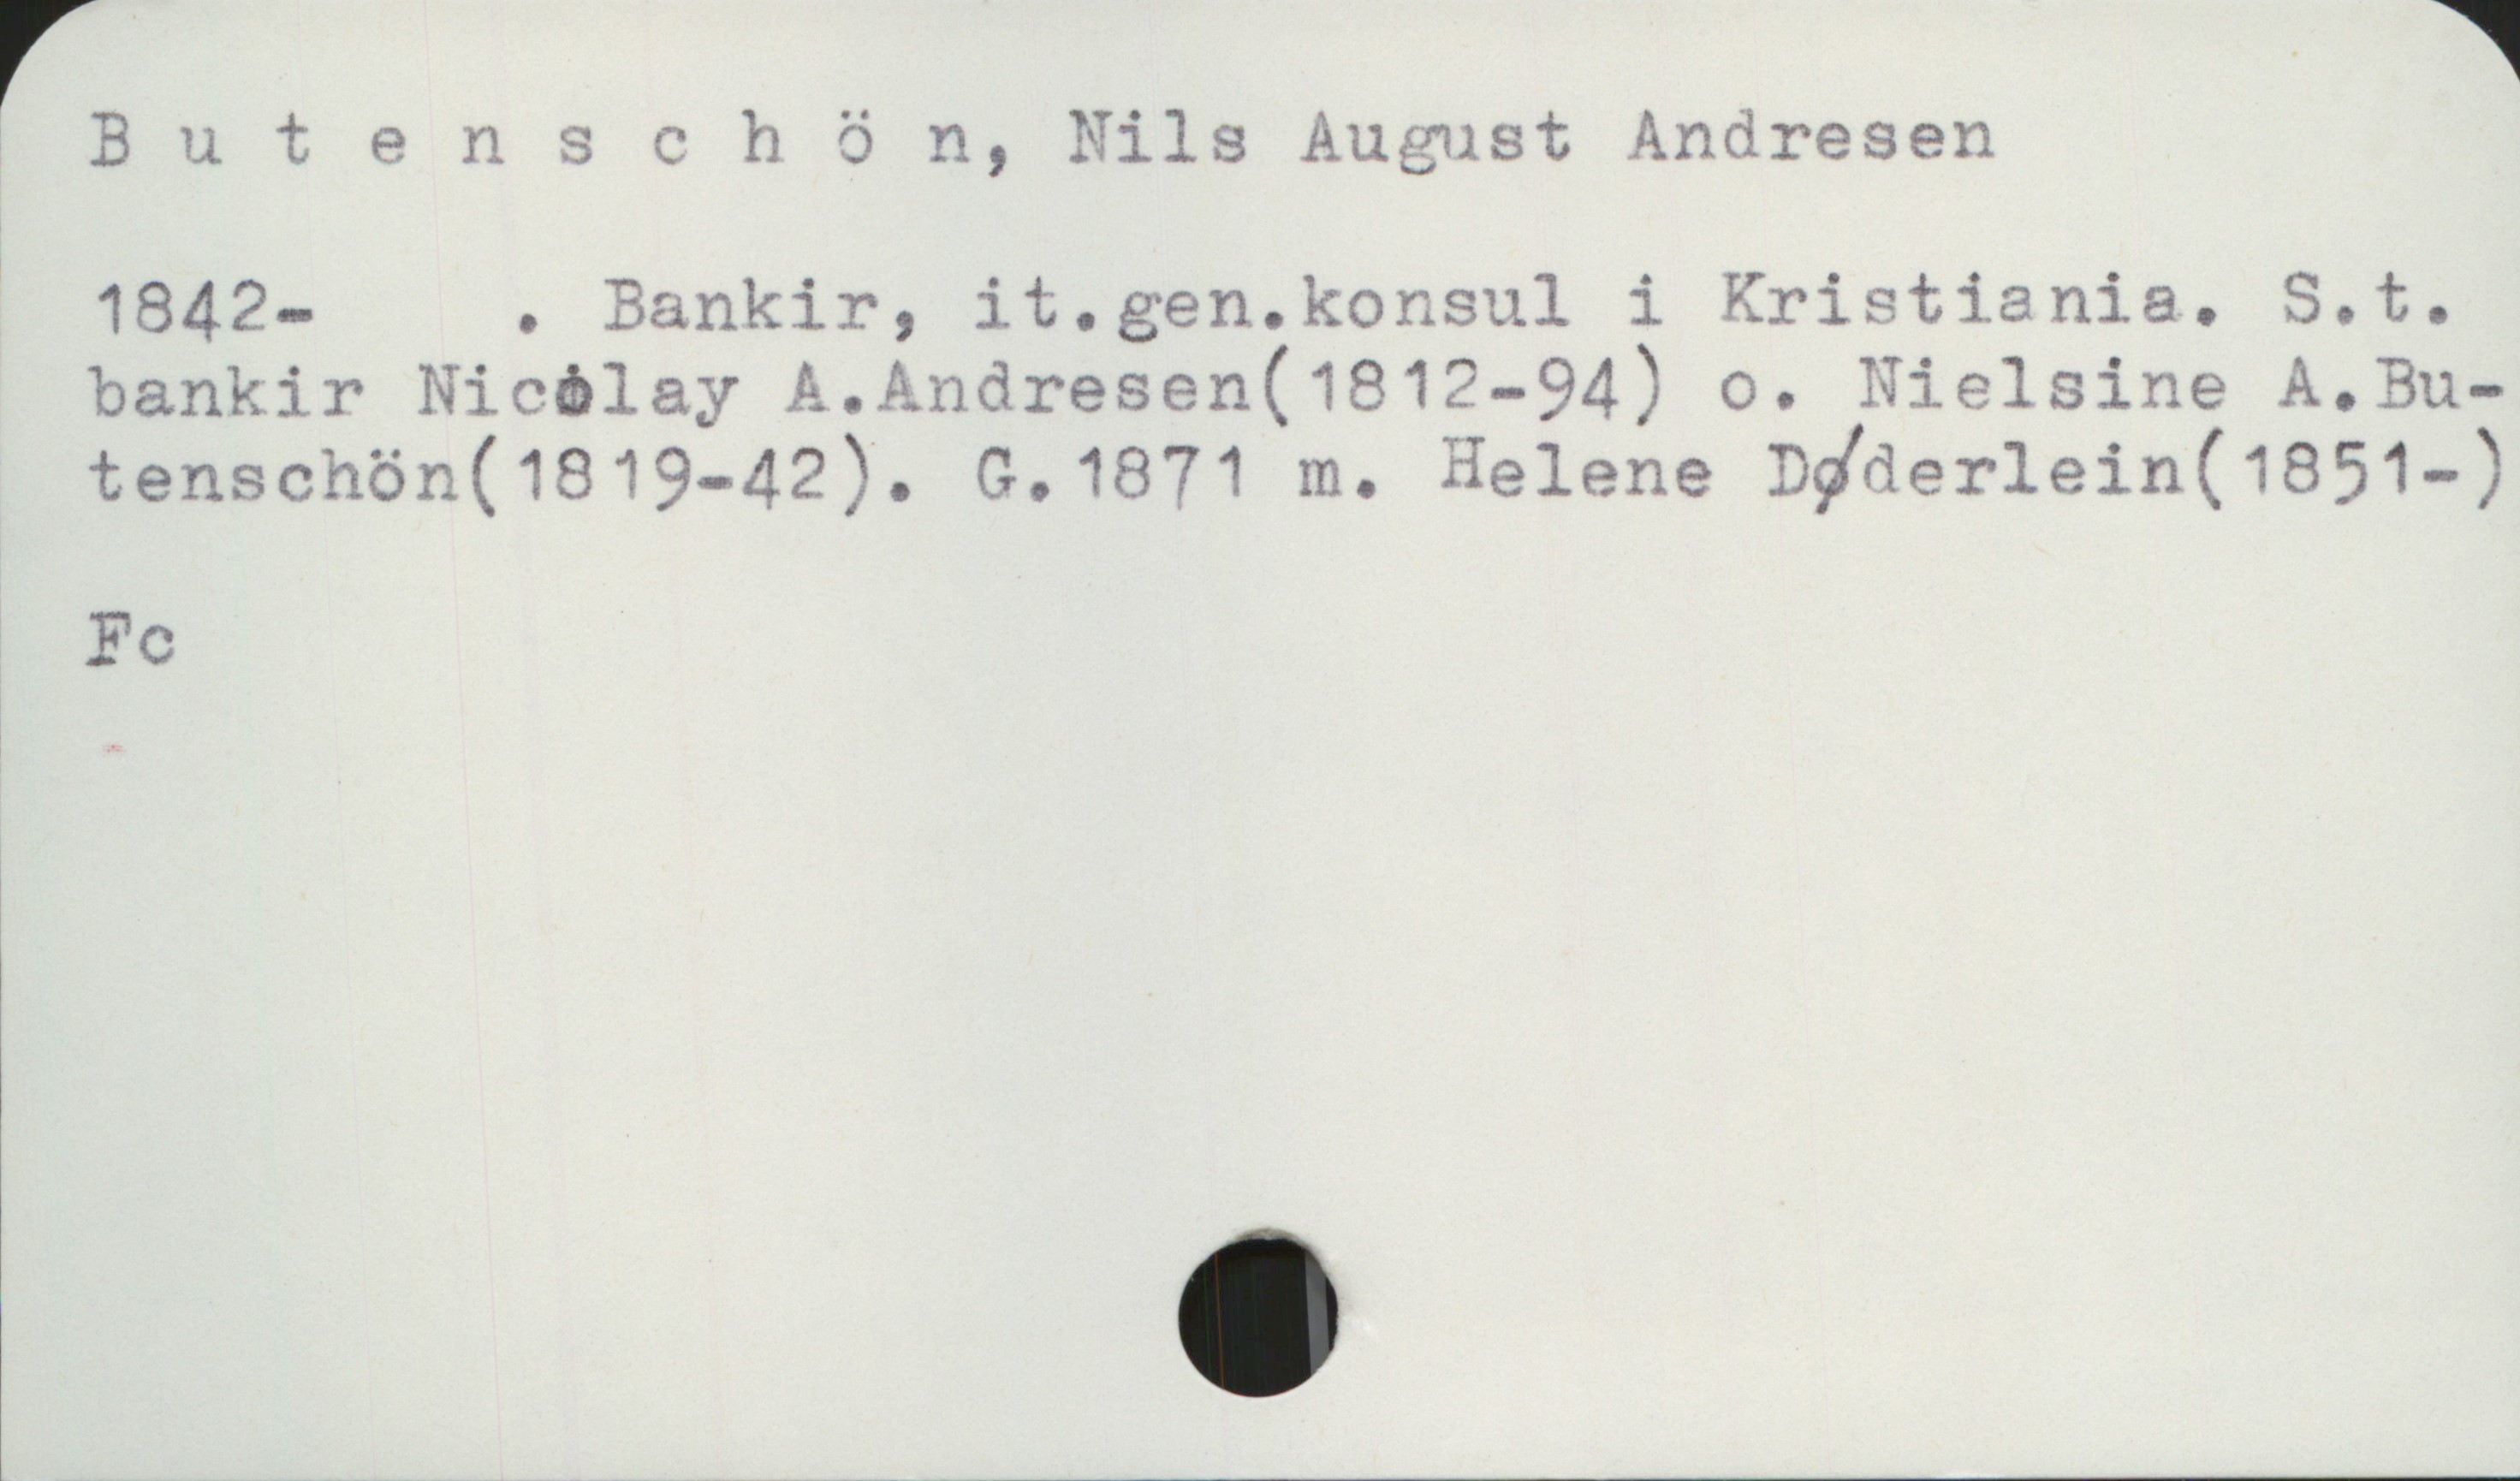 B u t e n s c h ö n, Nils August Andresen
1842-    . Bankir, it.gen.konsul i Kristiania. S.t.
bankir Nicolay A.Andresen(1812-94) o. Nielsine A.Bu-
tenschön(1819-42). G.1871 m. Helene Døderlein(1851-)
Fc